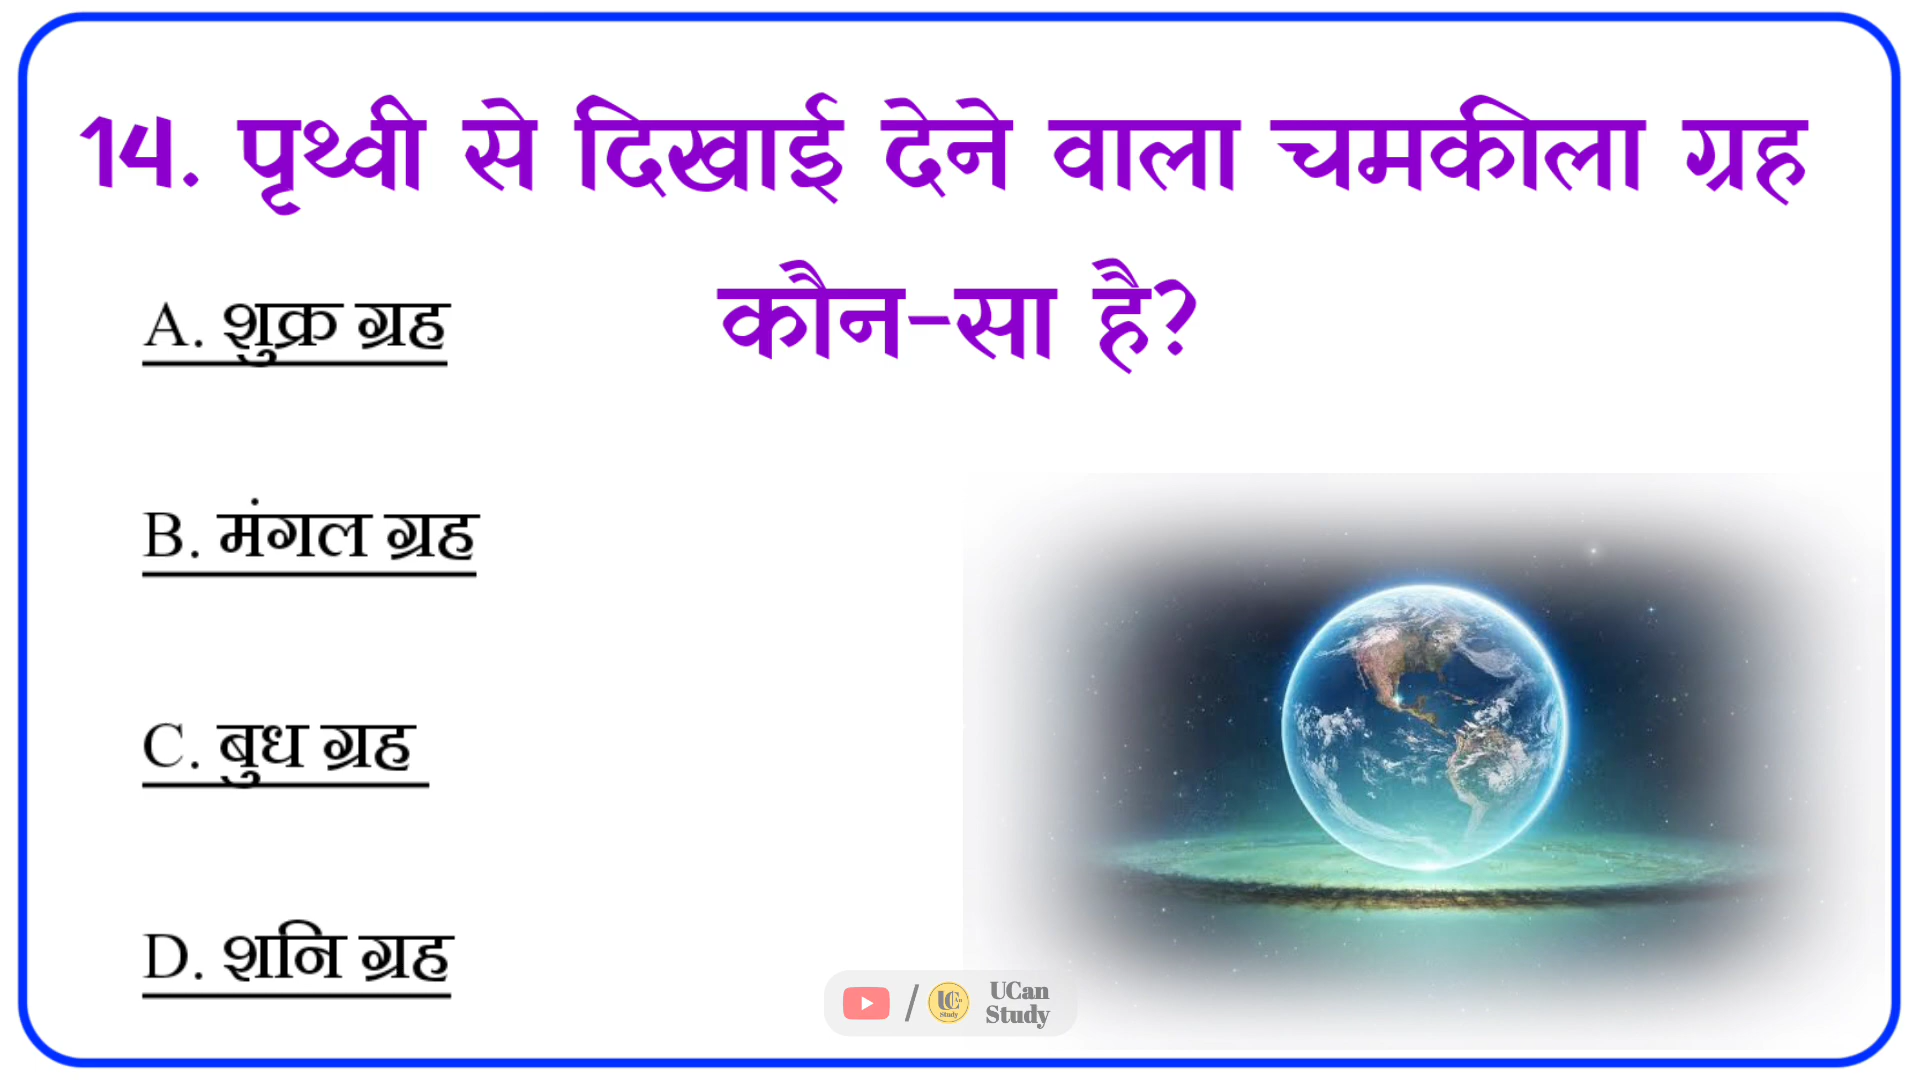 14. पृथ्वी से दिखाई देने वाला चमकीला ग्रह
कौन-सा है?
A. शुक्र ग्रह
B. मंगल ग्रह
C. बुध ग्रह
D. शनि ग्रह
UCan
Study